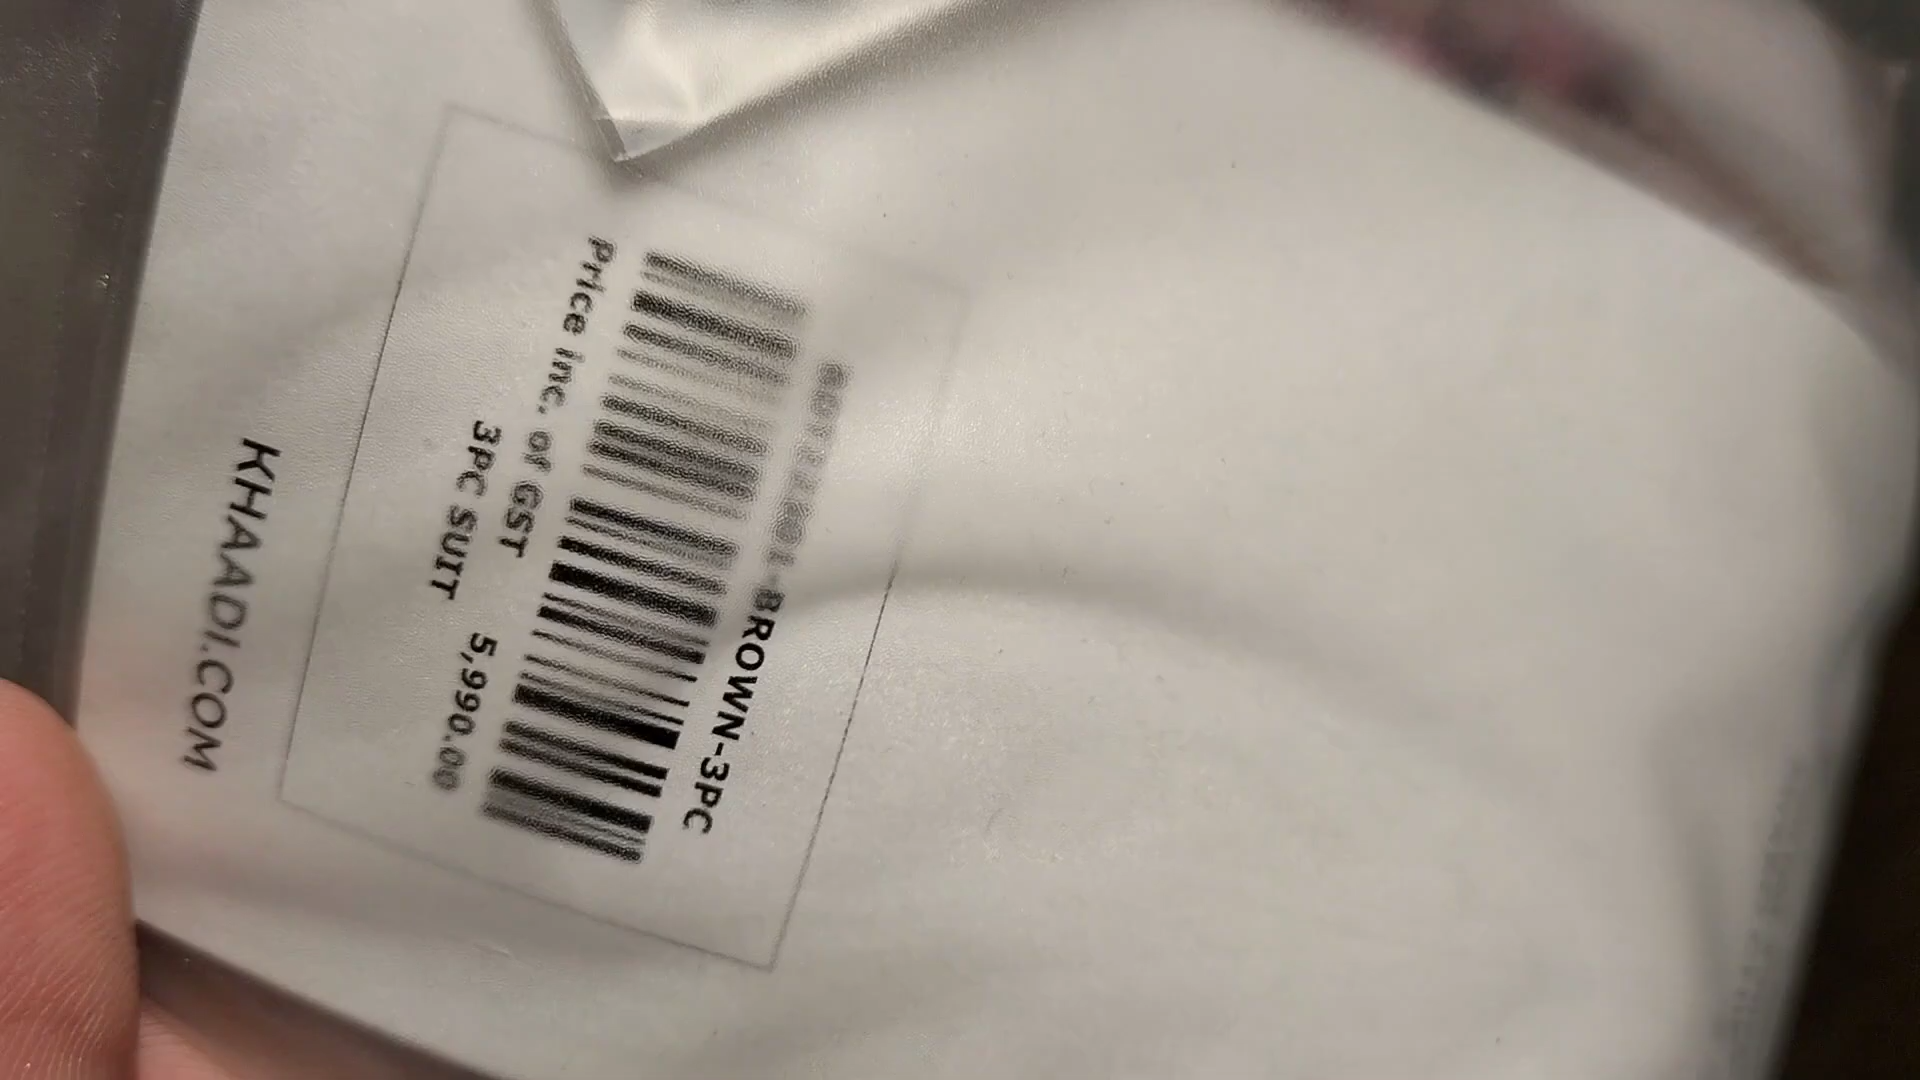 -BROWN-3PC
Price Inc. of GST
3PC SUIT 5,990.00
KHAADI.COM